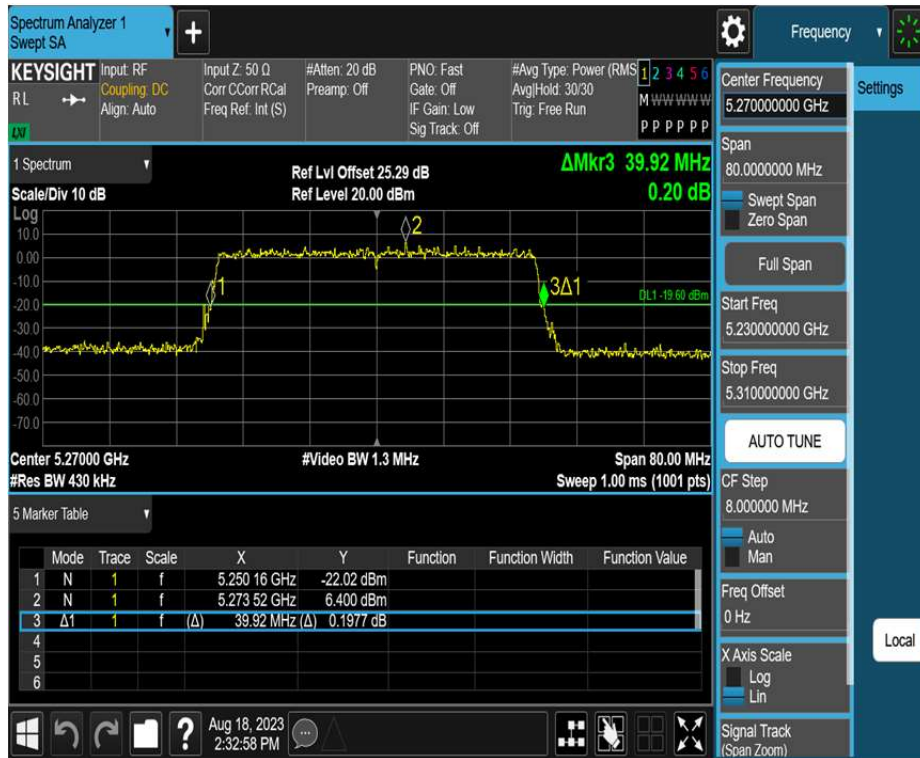 Spectrum Analyzer 1
Swept SA
+
Frequency
KEYSIGHT
RL
LXI
Input: RF
Coupling: DC
Align: Auto
Input Z: 50 Ω
Corr CCorr RCal
Freq Ref: Int (S)
#Atten: 20 dB
Preamp: Off
PNO: Fast
Gate: Off
IF Gain: Low
Sig Track: Off
#Avg Type: Power (RMS
Avg|Hold: 30/30
Trig: Free Run
1 2 3 4 5 6
M W W W W W
P P P P P P
Center Frequency
5.270000000 GHz
Settings
Span
80.0000000 MHz
Swept Span
Zero Span
Full Span
Start Freq
5.230000000 GHz
Stop Freq
5.310000000 GHz
AUTO TUNE
CF Step
8.000000 MHz
Auto
Man
Freq Offset
0 Hz
X Axis Scale
Log
Lin
Signal Track
(Span Zoom)
Local
1 Spectrum
Scale/Div 10 dB
Ref Lvl Offset 25.29 dB
Ref Level 20.00 dBm
ΔMkr3 39.92 MHz
0.20 dB
Log
10.0
0.00
-10.0
-20.0
-30.0
-40.0
-50.0
-60.0
-70.0
2
1
3Δ1
DL1 -19.60 dBm
Center 5.27000 GHz
#Video BW 1.3 MHz
Span 80.00 MHz
#Res BW 430 kHz
Sweep 1.00 ms (1001 pts)
5 Marker Table
Mode Trace Scale X Y Function Function Width Function Value
1 N 1 f 5.250 16 GHz -22.02 dBm
2 N 1 f 5.273 52 GHz 6.400 dBm
3 Δ1 1 f (Δ) 39.92 MHz (Δ) 0.1977 dB
4
5
6
?
Aug 18, 2023
2:32:58 PM